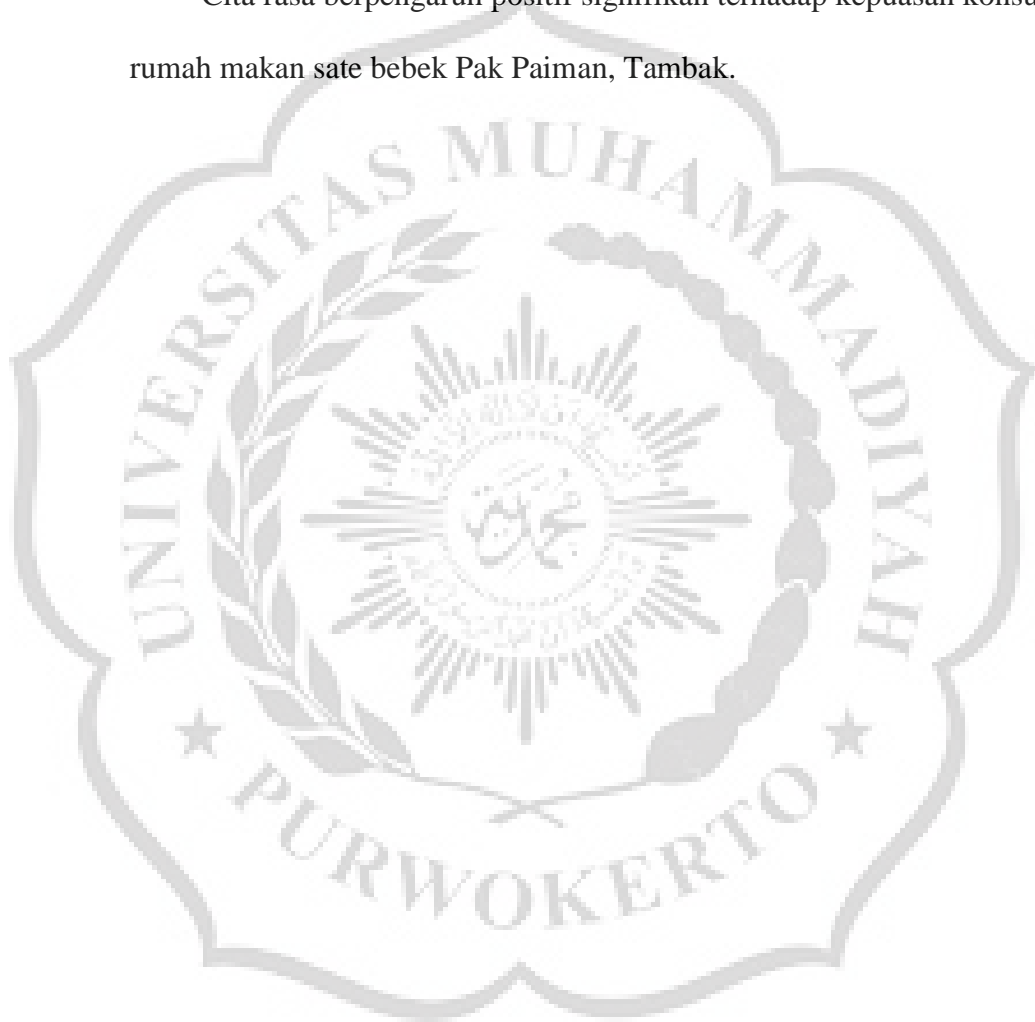 Cita rasa berpengaruh positif signifikan terhadap kepuasan
rumah makan sate bebek Pak Paiman, Tambak.
UNIVERSITAS MUHAMMADIYAH
PURWOKERTO